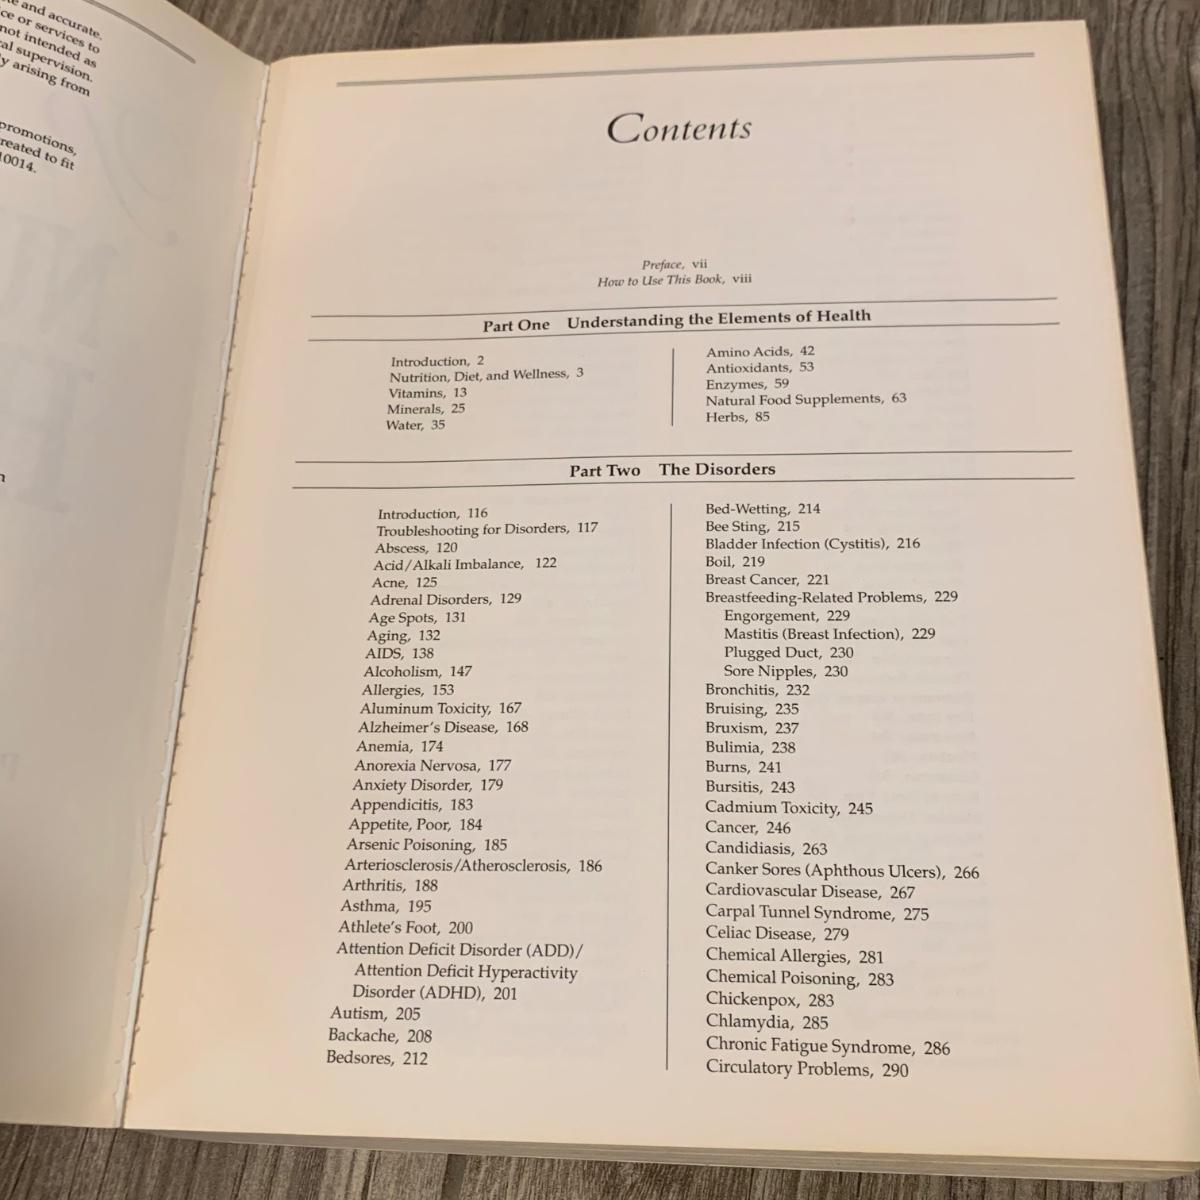 te and accurate.
ice or services to
not intended as
al supervision.
y arising from
promotions,
reated to fit
10014.
Contents
Preface, vii
How to Use This Book, viii
Part One Understanding the Elements of Health
Introduction, 2
Nutrition, Diet, and Wellness, 3
Vitamins, 13
Minerals, 25
Water, 35
Amino Acids, 42
Antioxidants, 53
Enzymes, 59
Natural Food Supplements, 63
Herbs, 85
Part Two The Disorders
Introduction, 116
Troubleshooting for Disorders, 117
Abscess, 120
Acid/Alkali Imbalance, 122
Acne, 125
Adrenal Disorders, 129
Age Spots, 131
Aging, 132
AIDS, 138
Alcoholism, 147
Allergies, 153
Aluminum Toxicity, 167
Alzheimer's Disease, 168
Anemia, 174
Anorexia Nervosa, 177
Anxiety Disorder, 179
Appendicitis, 183
Appetite, Poor, 184
Arsenic Poisoning, 185
Arteriosclerosis/Atherosclerosis, 186
Arthritis, 188
Asthma, 195
Athlete's Foot, 200
Attention Deficit Disorder (ADD)/
Attention Deficit Hyperactivity
Disorder (ADHD), 201
Autism, 205
Backache, 208
Bedsores, 212
Bed-Wetting, 214
Bee Sting, 215
Bladder Infection (Cystitis), 216
Boil, 219
Breast Cancer, 221
Breastfeeding-Related Problems, 229
Engorgement, 229
Mastitis (Breast Infection), 229
Plugged Duct, 230
Sore Nipples, 230
Bronchitis, 232
Bruising, 235
Bruxism, 237
Bulimia, 238
Burns, 241
Bursitis, 243
Cadmium Toxicity, 245
Cancer, 246
Candidiasis, 263
Canker Sores (Aphthous Ulcers), 266
Cardiovascular Disease, 267
Carpal Tunnel Syndrome, 275
Celiac Disease, 279
Chemical Allergies, 281
Chemical Poisoning, 283
Chickenpox, 283
Chlamydia, 285
Chronic Fatigue Syndrome, 286
Circulatory Problems, 290